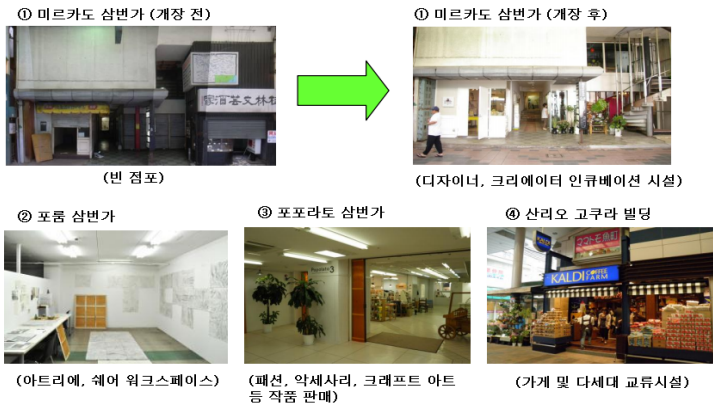 ① 미르카도 삼번가 (개장 전)
① 미르카도 삼번가 (개장 후)
(빈 점포)
(디자이너, 크리에이터 인큐베이션 시설)
② 포룸 삼번가
③ 포포라토 삼번가
④ 산리오 고쿠라 빌딩
3
KALDI COFFEE FARM
(아트리에, 쉐어 워크스페이스)
(패션, 악세사리, 크래프트 아트
등 작품 판매)
(가게 및 다세대 교류시설)